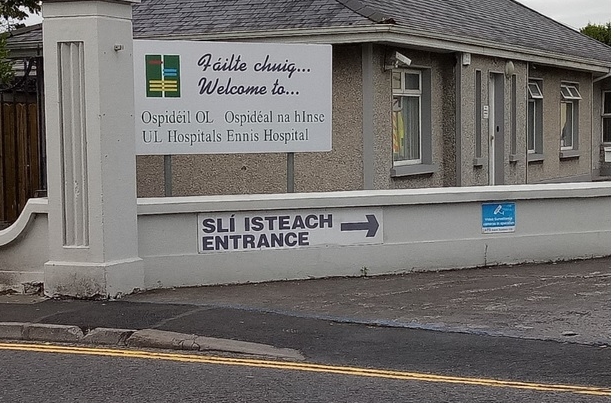 Fáilte chuig...
Welcome to...
Ospidéil OL Ospidéal na hInse
UL Hospitals Ennis Hospital
SLÍ ISTEACH
ENTRANCE